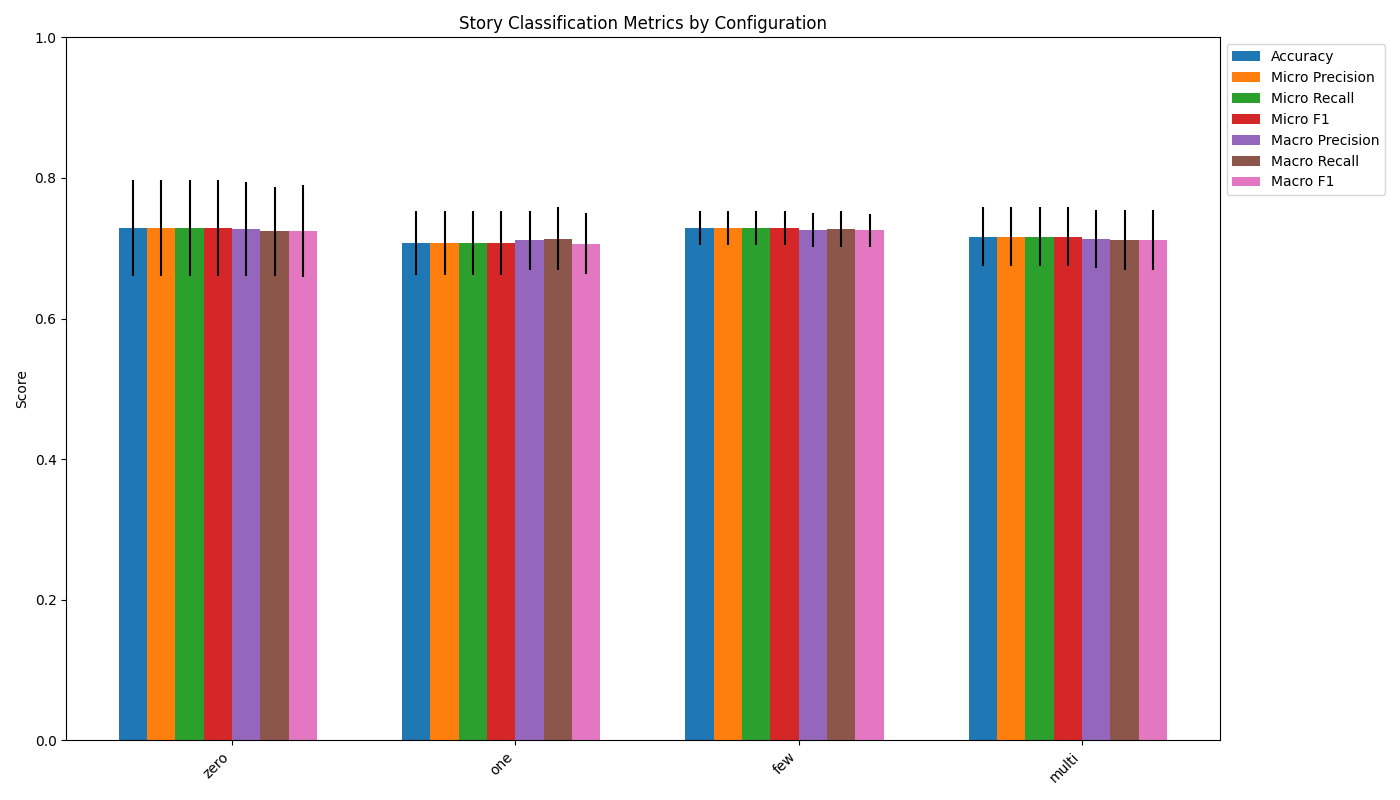 Story Classification Metrics by Configuration
1.0
0.8
0.6
0.4
0.2
0.0
Score
zero
one
few
multi
Accuracy
Micro Precision
Micro Recall
Micro F1
Macro Precision
Macro Recall
Macro F1